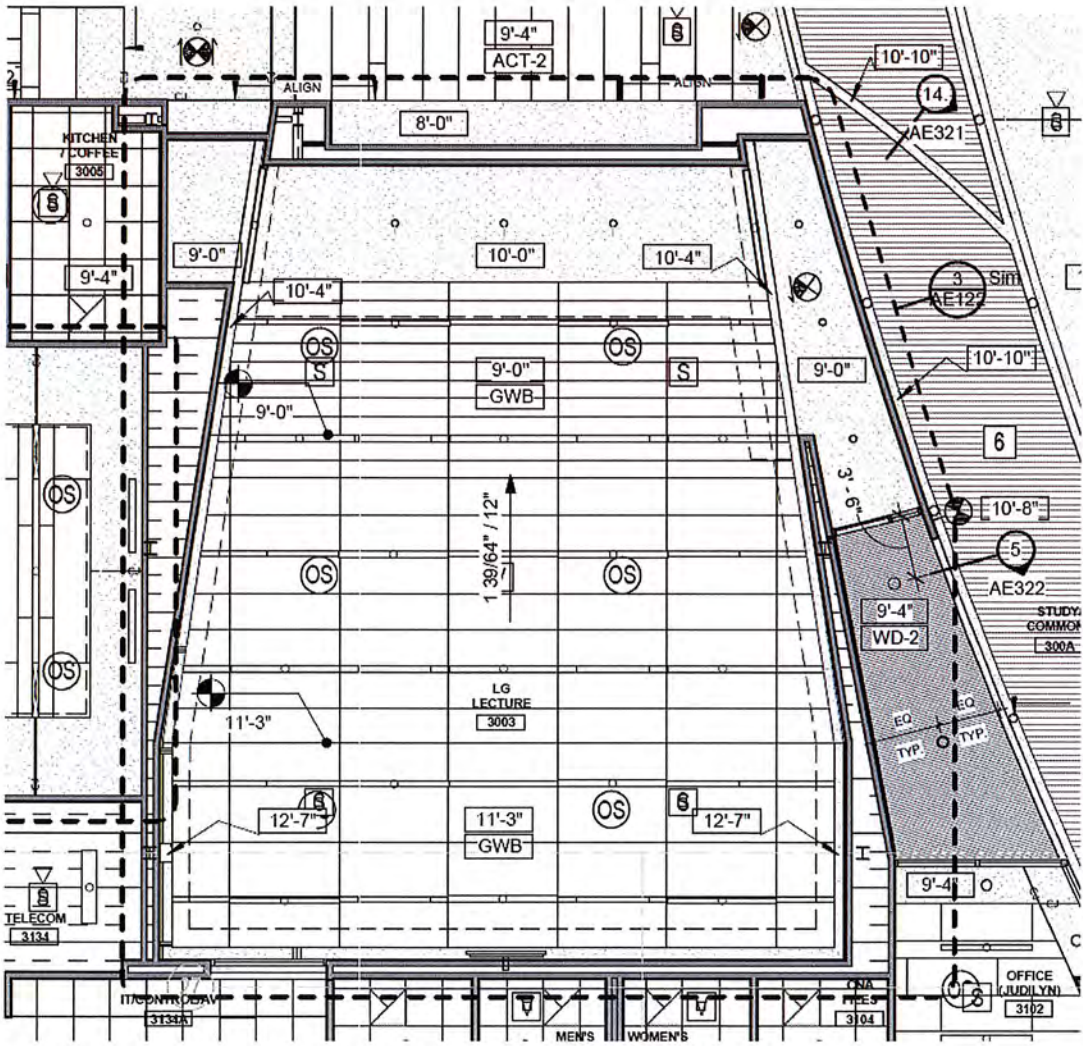 9'-4"
ACT-2
S
10'-10"
14
AE321
S
ALIGN
ALIGN
8'-0"
KITCHEN
/ COFFEE
3005
S
9'-4"
9'-0"
10'-0"
10'-4"
10'-4"
3
Sim
AE122
OS
OS
S
S
9'-0"
GWB
9'-0"
10'-10"
9'-0"
6
OS
3' - 6"
1 39/64" / 12"
10'-8"
OS
OS
5
AE322
9'-4"
WD-2
STUDY/
COMMON
300A
OS
LG
LECTURE
3003
11'-3"
EQ
EQ
TYP.
TYP.
S
OS
S
12'-7"
11'-3"
GWB
12'-7"
9'-4"
S
TELECOM
3134
IT/CONTROL/AV
3134A
CNA
FILES
3104
S
OFFICE
(JUDILYN)
3102
MEN'S
WOMEN'S